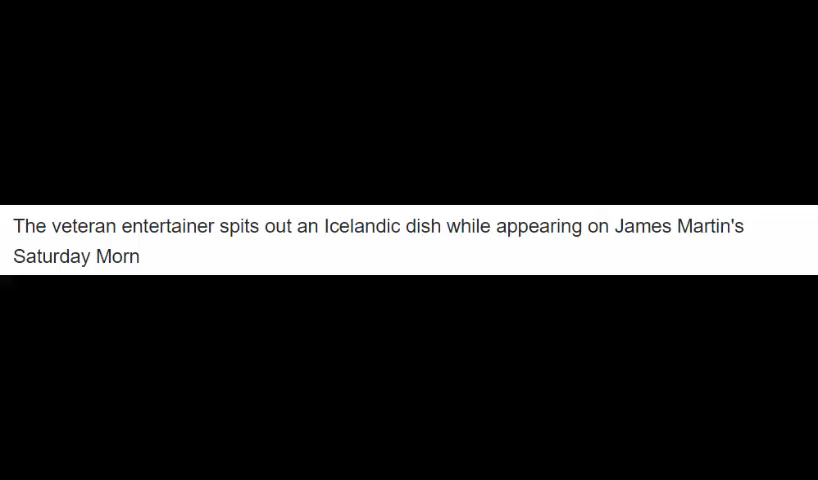 The veteran entertainer spits out an Icelandic dish while appearing on James Martin's
Saturday Morn